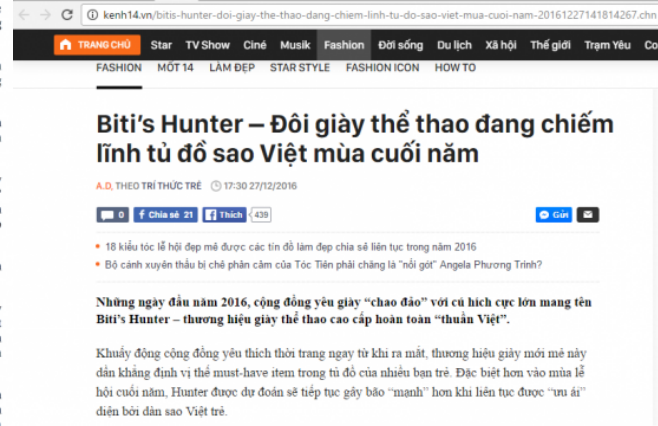 kenh14.vn/bitis-hunter-doi-giay-the-thao-dang-chiem-linh-tu-do-sao-viet-mua-cuoi-nam-20161227141814267.chn
TRANG CHỦ Star TV Show Ciné Musik Fashion Đời sống Du lịch Xã hội Thế giới Trạm Yêu Co
FASHION MỐT 14 LÀM ĐẸP STAR STYLE FASHION ICON HOW TO
Biti's Hunter – Đôi giày thể thao đang chiếm
lĩnh tủ đồ sao Việt mùa cuối năm
A.D, THEO TRÍ THỨC TRẺ 17:30 27/12/2016
0 Chia sẻ 21 Thích 439 Gửi
18 kiểu tóc lễ hội đẹp mê được các tín đồ làm đẹp chia sẻ liên tục trong năm 2016
Bộ cánh xuyên thấu bị chê phản cảm của Tóc Tiên phải chăng là "nối gót" Angela Phương Trinh?
Những ngày đầu năm 2016, cộng đồng yêu giày “chao đảo” với cú hích cực lớn mang tên
Biti’s Hunter – thương hiệu giày thể thao cao cấp hoàn toàn “thuần Việt”.
Khuấy động cộng đồng yêu thích thời trang ngay từ khi ra mắt, thương hiệu giày mới mẻ này
dần khẳng định vị thế must-have item trong tủ đồ của nhiều bạn trẻ. Đặc biệt hơn vào mùa lễ
hội cuối năm, Hunter được dự đoán sẽ tiếp tục gây bão “mạnh” hơn khi liên tục được “ưu ái”
diện bởi dàn sao Việt trẻ.